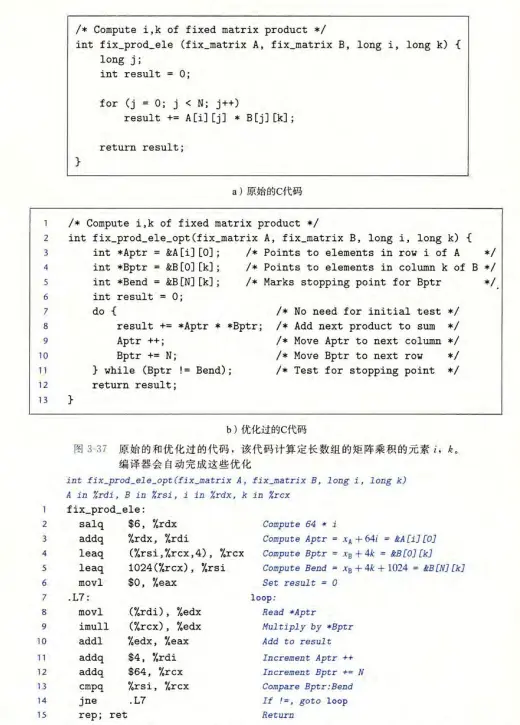 /* Compute i,k of fixed matrix product */
int fix_prod_ele (fix_matrix A, fix_matrix B, long i, long k) {
    long j;
    int result = 0;

    for (j = 0; j < N; j++)
        result += A[i][j] * B[j][k];

    return result;
}
a）原始的C代码
1 /* Compute i,k of fixed matrix product */
2 int fix_prod_ele_opt(fix_matrix A, fix_matrix B, long i, long k) {
3     int *Aptr = &A[i][0];   /* Points to elements in row i of A     */
4     int *Bptr = &B[0][k];   /* Points to elements in column k of B */
5     int *Bend = &B[N][k];   /* Marks stopping point for Bptr        */
6     int result = 0;
7     do {                         /* No need for initial test */
8         result += *Aptr * *Bptr; /* Add next product to sum  */
9         Aptr ++;                 /* Move Aptr to next column */
10         Bptr += N;               /* Move Bptr to next row    */
11     } while (Bptr != Bend);      /* Test for stopping point  */
12     return result;
13 }
b）优化过的C代码
图 3-37 原始的和优化过的代码，该代码计算定长数组的矩阵乘积的元素 i，k。
编译器会自动完成这些优化
int fix_prod_ele_opt(fix_matrix A, fix_matrix B, long i, long k)
A in %rdi, B in %rsi, i in %rdx, k in %rcx
1 fix_prod_ele:
2   salq    $6, %rdx    Compute 64 * i
3   addq    %rdx, %rdi    Compute Aptr = xA + 64i = &A[i][0]
4   leaq    (%rsi,%rcx,4), %rcx    Compute Bptr = xB + 4k = &B[0][k]
5   leaq    1024(%rcx), %rsi    Compute Bend = xB + 4k + 1024 = &B[N][k]
6   movl    $0, %eax    Set result = 0
7 .L7:    loop:
8   movl    (%rdi), %edx    Read *Aptr
9   imull   (%rcx), %edx    Multiply by *Bptr
10   addl    %edx, %eax    Add to result
11   addq    $4, %rdi    Increment Aptr ++
12   addq    $64, %rcx    Increment Bptr += N
13   cmpq    %rsi, %rcx    Compare Bptr:Bend
14   jne     .L7    If !=, goto loop
15   rep; ret    Return